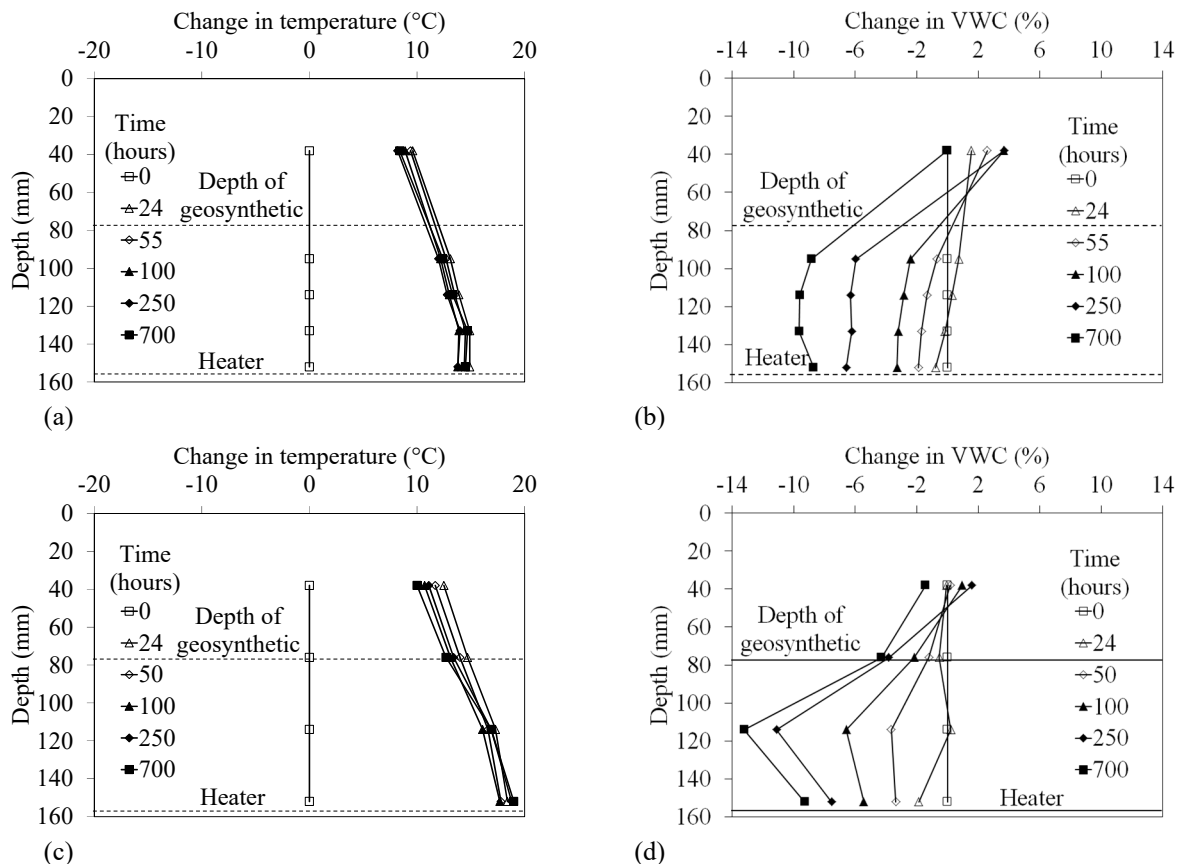 Change in temperature (°C)
-20 -10 0 10 20
0
20
40
60
80
100
120
140
160
Depth (mm)
Time
(hours)
0
24
55
100
250
700
Depth of
geosynthetic
Heater
(a)
Change in VWC (%)
-14 -10 -6 -2 2 6 10 14
0
20
40
60
80
100
120
140
160
Depth (mm)
Time
(hours)
0
24
55
100
250
700
Depth of
geosynthetic
Heater
(b)
Change in temperature (°C)
-20 -10 0 10 20
0
20
40
60
80
100
120
140
160
Depth (mm)
Time
(hours)
0
24
50
100
250
700
Depth of
geosynthetic
Heater
(c)
Change in VWC (%)
-14 -10 -6 -2 2 6 10 14
0
20
40
60
80
100
120
140
160
Depth (mm)
Time
(hours)
0
24
50
100
250
700
Depth of
geosynthetic
Heater
(d)